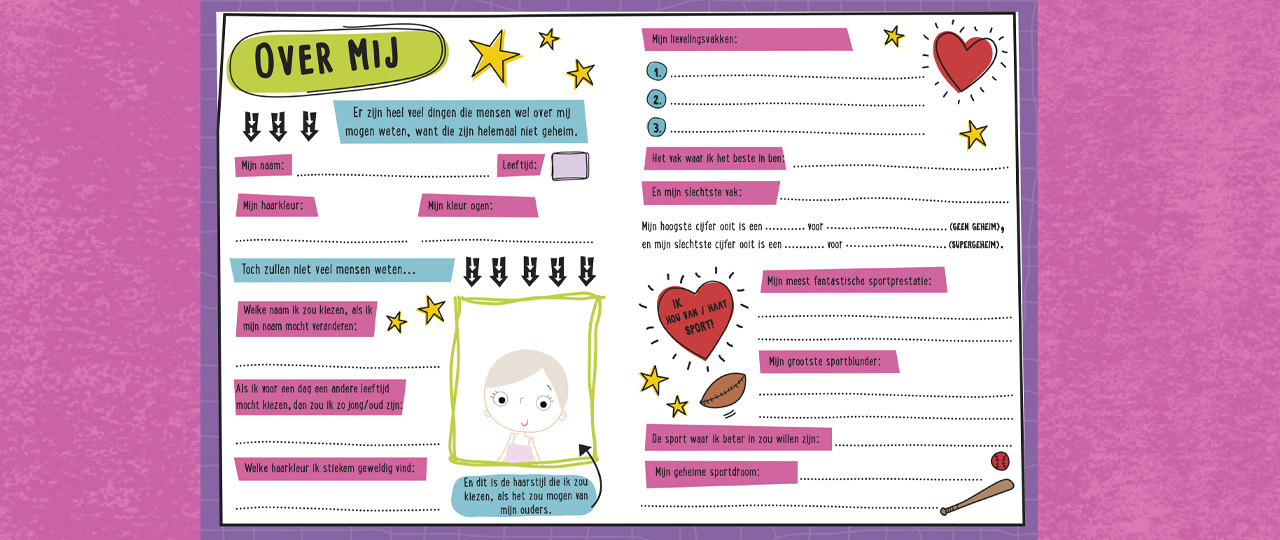 OVER MIJ
Er zijn heel veel dingen die mensen wel over mij
mogen weten, want die zijn helemaal niet geheim.
Mijn naam:
Leeftijd:
Mijn haarkleur:
Mijn kleur ogen:
Toch zullen niet veel mensen weten...
Welke naam ik zou kiezen, als ik
mijn naam mocht veranderen:
Als ik voor een dag een andere leeftijd
mocht kiezen, dan zou ik zo jong/oud zijn:
Welke haarkleur ik stiekem geweldig vind:
En dit is de haarstijl die ik zou
kiezen, als het zou mogen van
mijn ouders.
Mijn lievelingsvakken:
1.
2.
3.
Het vak waar ik het beste in ben:
En mijn slechtste vak:
Mijn hoogste cijfer ooit is een .......... voor .......... (GEEN GEHEIM),
en mijn slechtste cijfer ooit is een .......... voor .......... (SUPERGEHEIM).
IK
HOU VAN / HAAT
SPORT!
Mijn meest fantastische sportprestatie:
Mijn grootste sportblunder:
De sport waar ik beter in zou willen zijn:
Mijn geheime sportdroom: